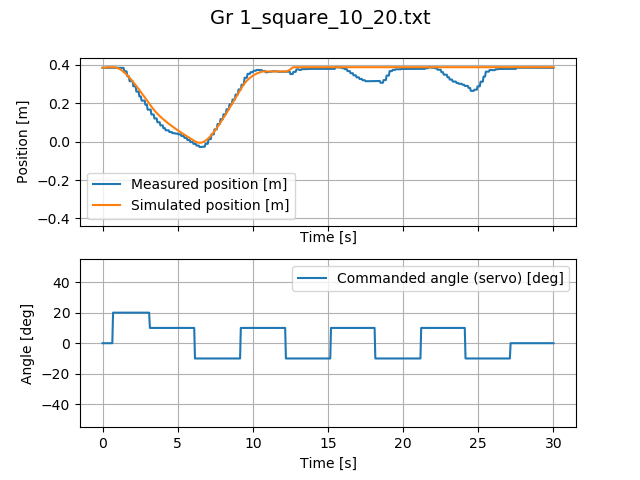 Gr 1_square_10_20.txt
0.4
0.2
0.0
−0.2
−0.4
Position [m]
Measured position [m]
Simulated position [m]
Time [s]
40
20
0
−20
−40
Angle [deg]
Commanded angle (servo) [deg]
0 5 10 15 20 25 30
Time [s]